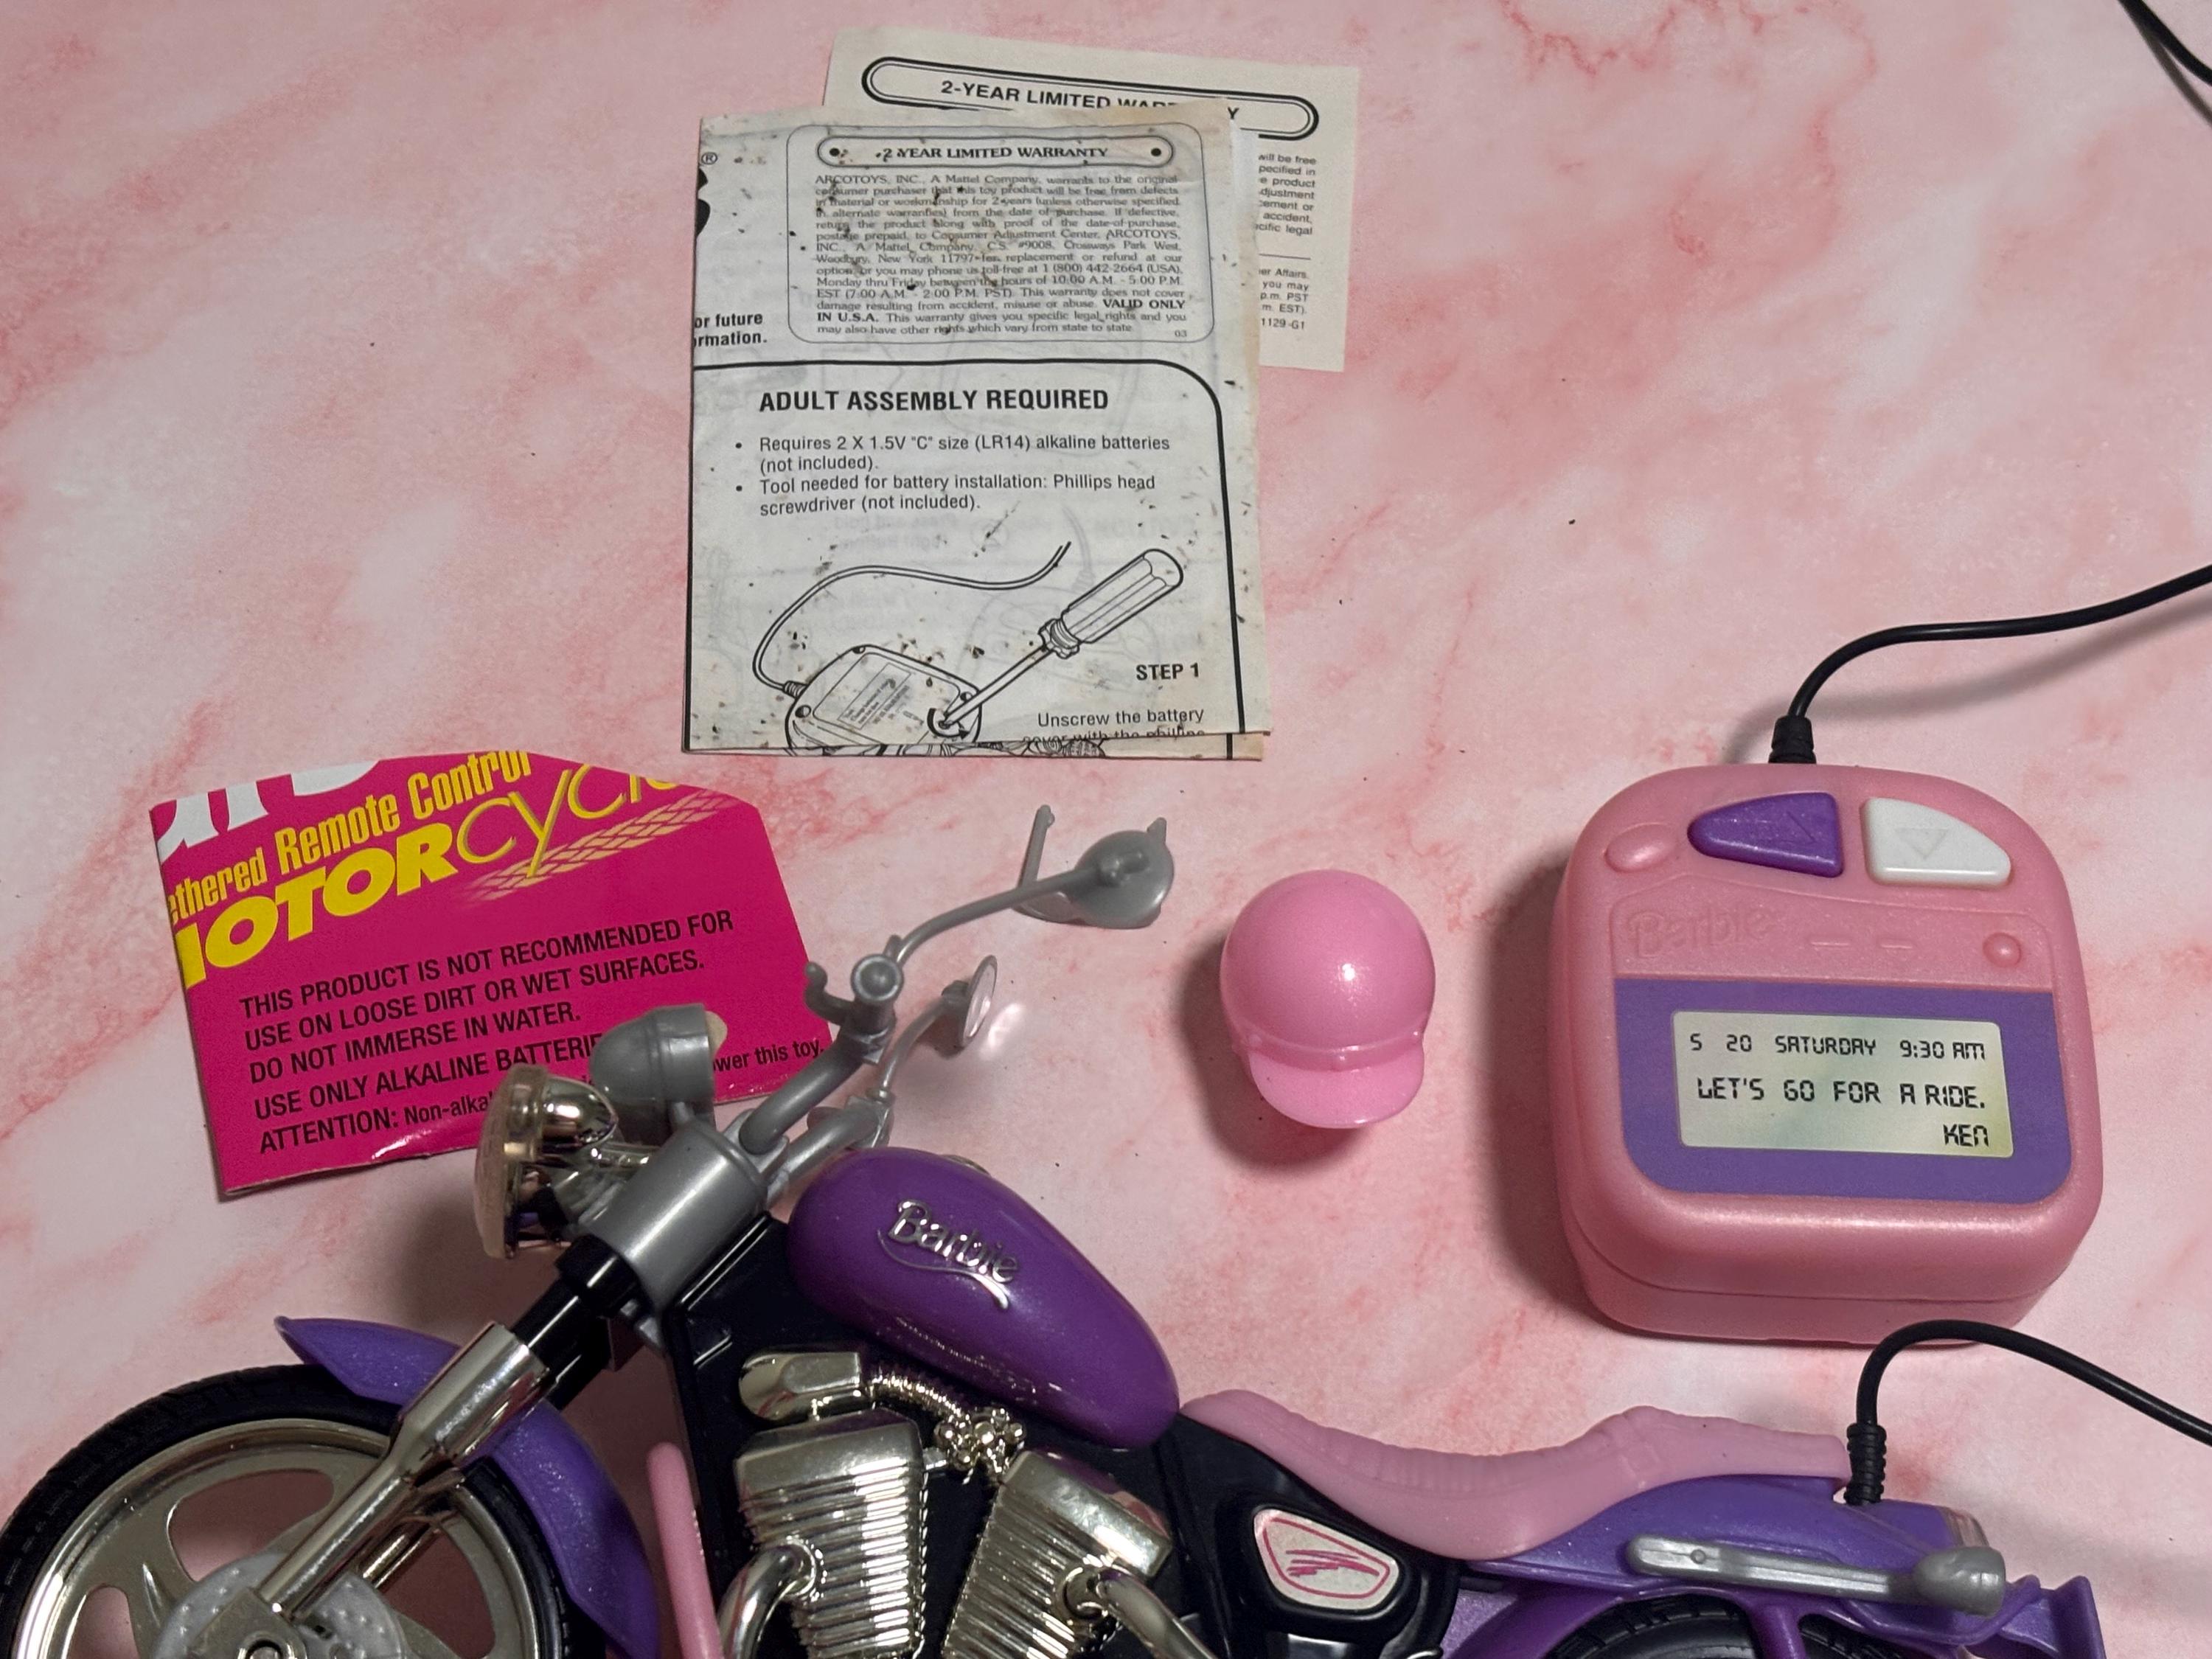 2-YEAR LIMITED
will be free
pecified in
e product
djustment
cement or
accident,
cific legal
er Affairs.
you may
p.m. PST
m. EST).
1129-G1
®
2 YEAR LIMITED WARRANTY
ARCOTOYS, INC., A Mattel Company, warrants to the original
consumer purchaser that this toy product will be free from defects
in material or workmanship for 2-years (unless otherwise specified
in alternate warranties) from the date of purchase. If defective,
return the product along with proof of the date-of-purchase,
postage prepaid, to Consumer Adjustment Center, ARCOTOYS,
INC., A Mattel Company, C.S. #9008, Crossways Park West,
Woodbury, New York 11797 for replacement or refund at our
option, or you may phone us toll-free at 1 (800) 442-2664 (USA),
Monday thru Friday between the hours of 10:00 A.M. - 5:00 P.M.
EST (7:00 A.M. - 2:00 P.M. PST). This warranty does not cover
damage resulting from accident, misuse or abuse. VALID ONLY
IN U.S.A. This warranty gives you specific legal rights and you
may also have other rights which vary from state to state.
03
or future
ormation.
ADULT ASSEMBLY REQUIRED
• Requires 2 X 1.5V "C" size (LR14) alkaline batteries
(not included).
• Tool needed for battery installation: Phillips head
screwdriver (not included).
STEP 1
Unscrew the battery
cover with the phillips
ethered Remote Control
MOTORCYCL
THIS PRODUCT IS NOT RECOMMENDED FOR
USE ON LOOSE DIRT OR WET SURFACES.
DO NOT IMMERSE IN WATER.
USE ONLY ALKALINE BATTERIE
ATTENTION: Non-alka ower this toy.
Barbie
S 20 SATURDAY 9:30 AM
LET'S GO FOR A RIDE.
KEN
Barbie